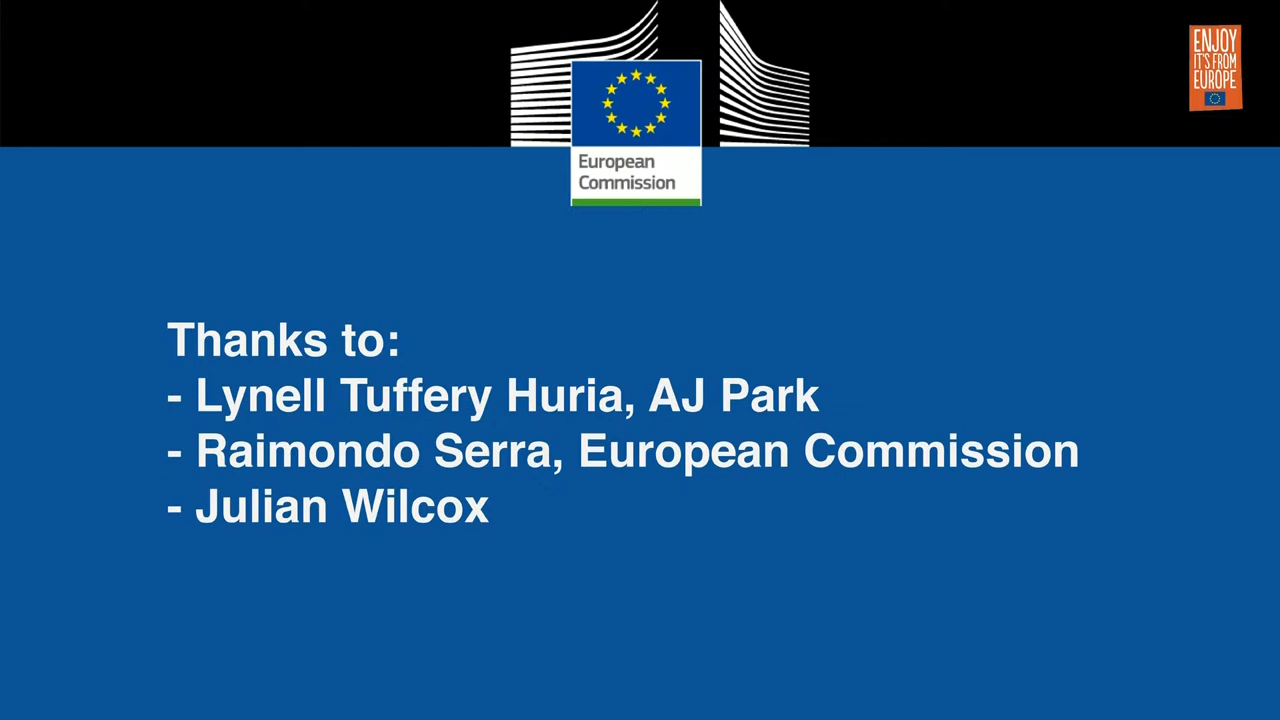 ENJOY
IT'S FROM
EUROPE
European
Commission
Thanks to:
- Lynell Tuffery Huria, AJ Park
- Raimondo Serra, European Commission
- Julian Wilcox